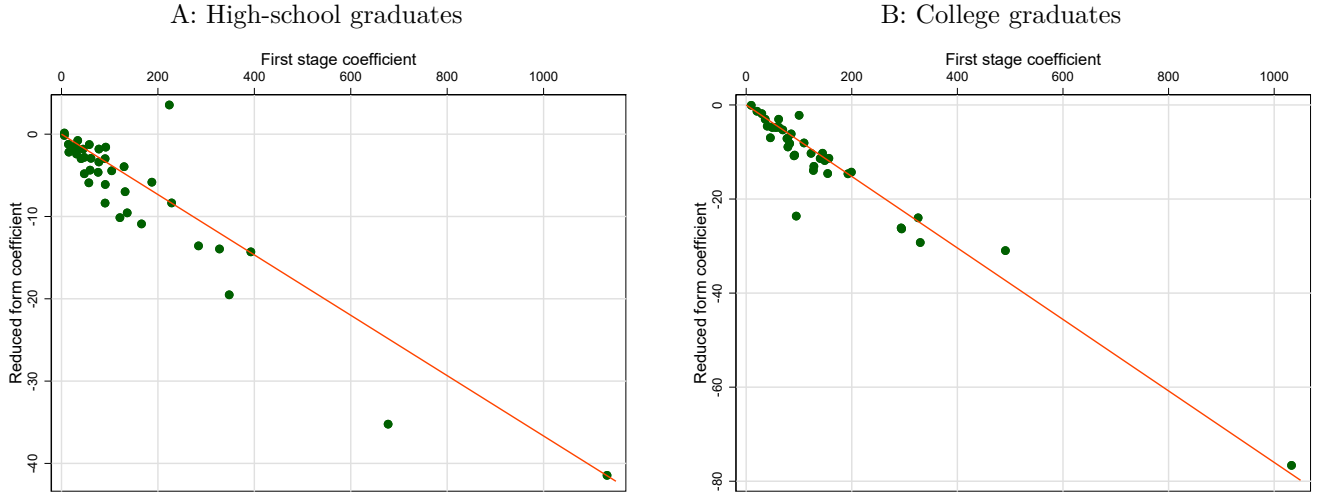 A: High-school graduates
First stage coefficient
0 200 400 600 800 1000
Reduced form coefficient
0
-10
-20
-30
-40
B: College graduates
First stage coefficient
0 200 400 600 800 1000
Reduced form coefficient
0
-20
-40
-60
-80